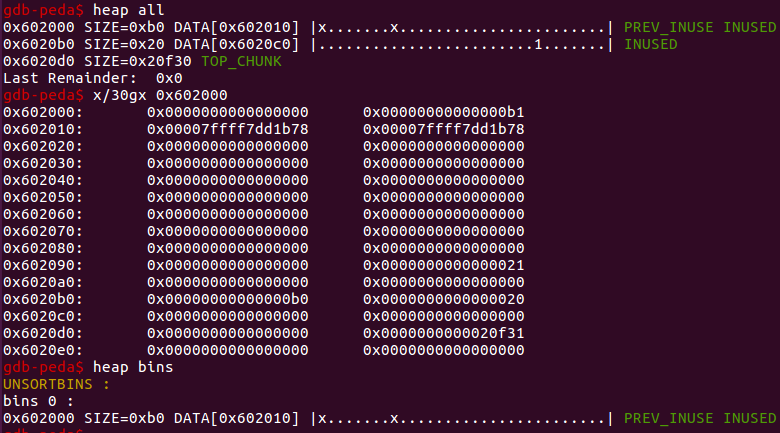 gdb-peda$ heap all
0x602000 SIZE=0xb0 DATA[0x602010] |x.......x.......................| PREV_INUSE INUSED
0x6020b0 SIZE=0x20 DATA[0x6020c0] |........................1.......| INUSED
0x6020d0 SIZE=0x20f30 TOP_CHUNK
Last Remainder:  0x0
gdb-peda$ x/30gx 0x602000
0x602000:       0x0000000000000000      0x00000000000000b1
0x602010:       0x00007ffff7dd1b78      0x00007ffff7dd1b78
0x602020:       0x0000000000000000      0x0000000000000000
0x602030:       0x0000000000000000      0x0000000000000000
0x602040:       0x0000000000000000      0x0000000000000000
0x602050:       0x0000000000000000      0x0000000000000000
0x602060:       0x0000000000000000      0x0000000000000000
0x602070:       0x0000000000000000      0x0000000000000000
0x602080:       0x0000000000000000      0x0000000000000000
0x602090:       0x0000000000000000      0x0000000000000021
0x6020a0:       0x0000000000000000      0x0000000000000000
0x6020b0:       0x00000000000000b0      0x0000000000000020
0x6020c0:       0x0000000000000000      0x0000000000000000
0x6020d0:       0x0000000000000000      0x0000000000020f31
0x6020e0:       0x0000000000000000      0x0000000000000000
gdb-peda$ heap bins
UNSORTBINS :
bins 0 :
0x602000 SIZE=0xb0 DATA[0x602010] |x.......x.......................| PREV_INUSE INUSED
gdb-peda$